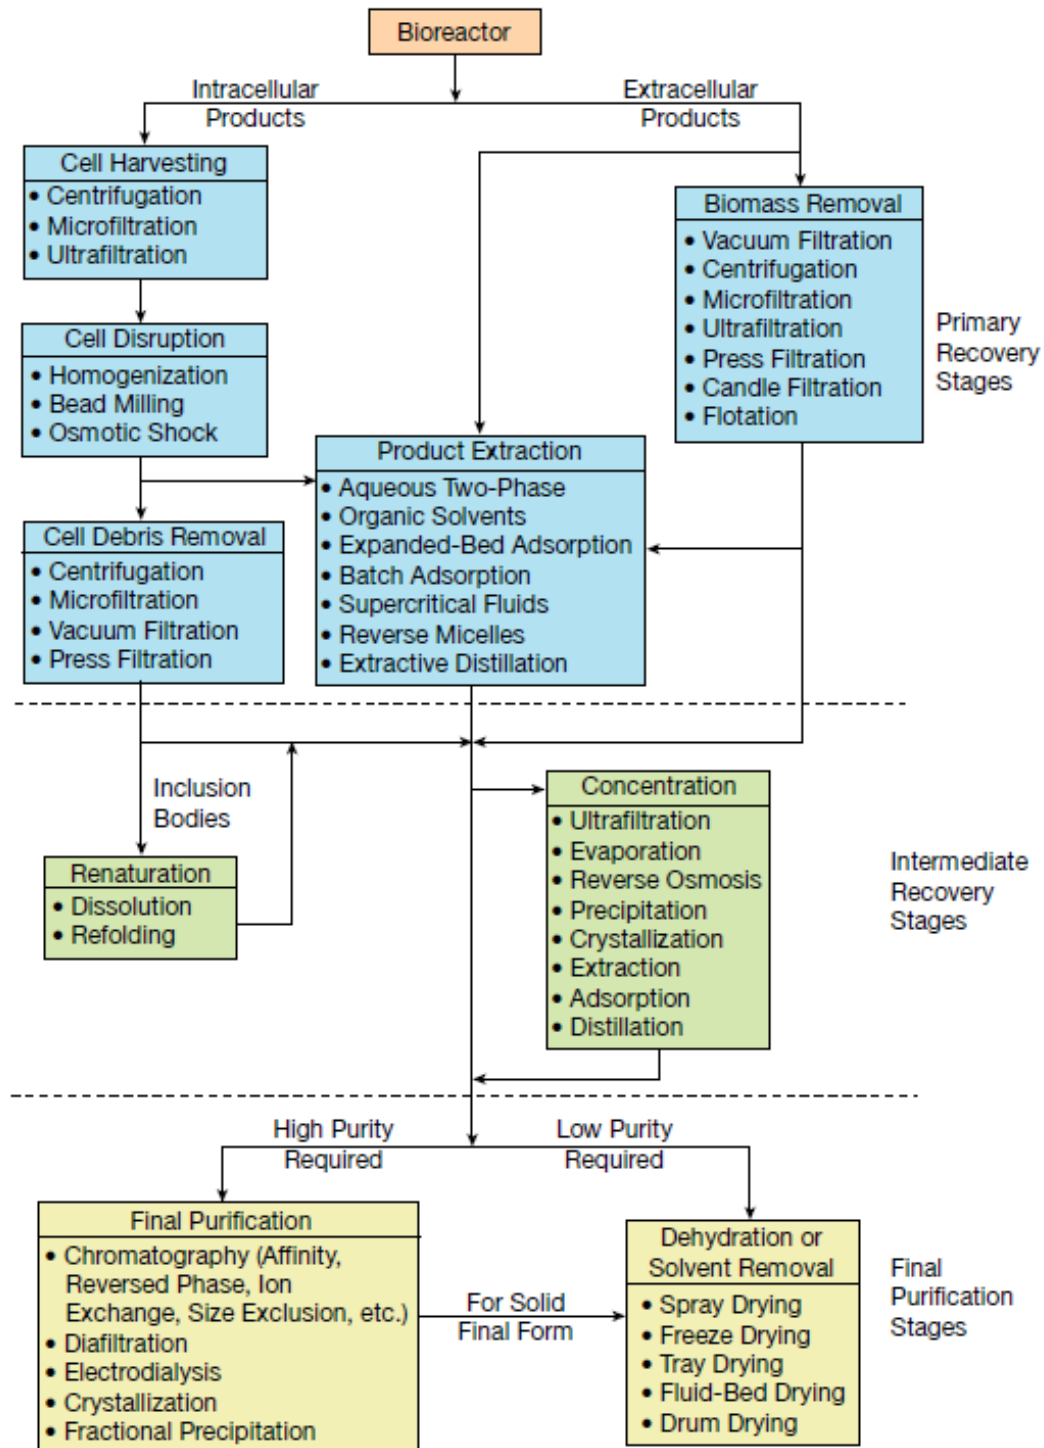 Bioreactor
Intracellular
Products
Extracellular
Products
Cell Harvesting
• Centrifugation
• Microfiltration
• Ultrafiltration
Biomass Removal
• Vacuum Filtration
• Centrifugation
• Microfiltration
• Ultrafiltration
• Press Filtration
• Candle Filtration
• Flotation
Primary
Recovery
Stages
Cell Disruption
• Homogenization
• Bead Milling
• Osmotic Shock
Product Extraction
• Aqueous Two-Phase
• Organic Solvents
• Expanded-Bed Adsorption
• Batch Adsorption
• Supercritical Fluids
• Reverse Micelles
• Extractive Distillation
Cell Debris Removal
• Centrifugation
• Microfiltration
• Vacuum Filtration
• Press Filtration
Inclusion
Bodies
Renaturation
• Dissolution
• Refolding
Concentration
• Ultrafiltration
• Evaporation
• Reverse Osmosis
• Precipitation
• Crystallization
• Extraction
• Adsorption
• Distillation
Intermediate
Recovery
Stages
High Purity
Required
Low Purity
Required
Final Purification
• Chromatography (Affinity,
Reversed Phase, Ion
Exchange, Size Exclusion, etc.)
• Diafiltration
• Electrodialysis
• Crystallization
• Fractional Precipitation
For Solid
Final Form
Dehydration or
Solvent Removal
• Spray Drying
• Freeze Drying
• Tray Drying
• Fluid-Bed Drying
• Drum Drying
Final
Purification
Stages